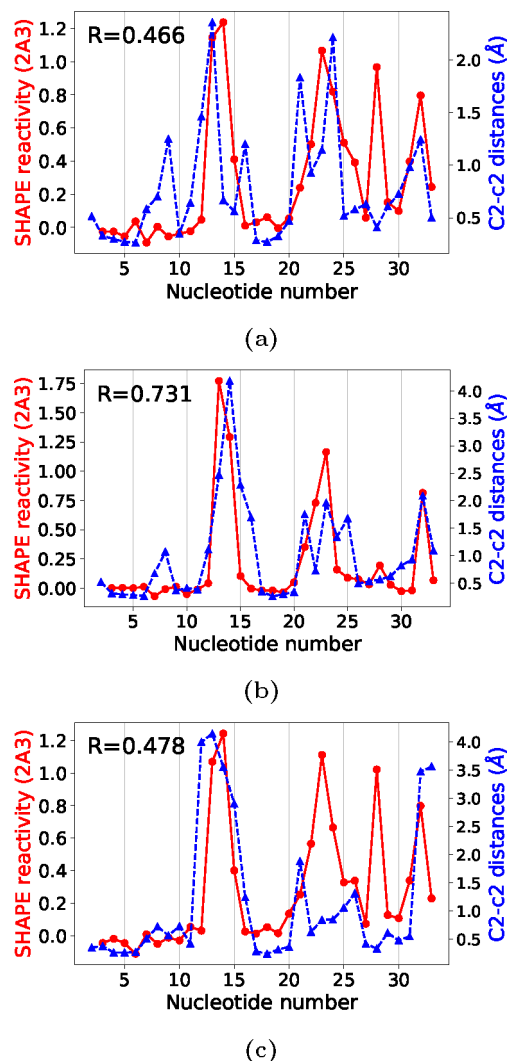 R=0.466
SHAPE reactivity (2A3)
1.2
1.0
0.8
0.6
0.4
0.2
0.0
2.0
1.5
1.0
0.5
C2-c2 distances (Å)
5 10 15 20 25 30
Nucleotide number
(a)
R=0.731
SHAPE reactivity (2A3)
1.75
1.50
1.25
1.00
0.75
0.50
0.25
0.00
4.0
3.5
3.0
2.5
2.0
1.5
1.0
0.5
C2-c2 distances (Å)
5 10 15 20 25 30
Nucleotide number
(b)
R=0.478
SHAPE reactivity (2A3)
1.2
1.0
0.8
0.6
0.4
0.2
0.0
4.0
3.5
3.0
2.5
2.0
1.5
1.0
0.5
C2-c2 distances (Å)
5 10 15 20 25 30
Nucleotide number
(c)